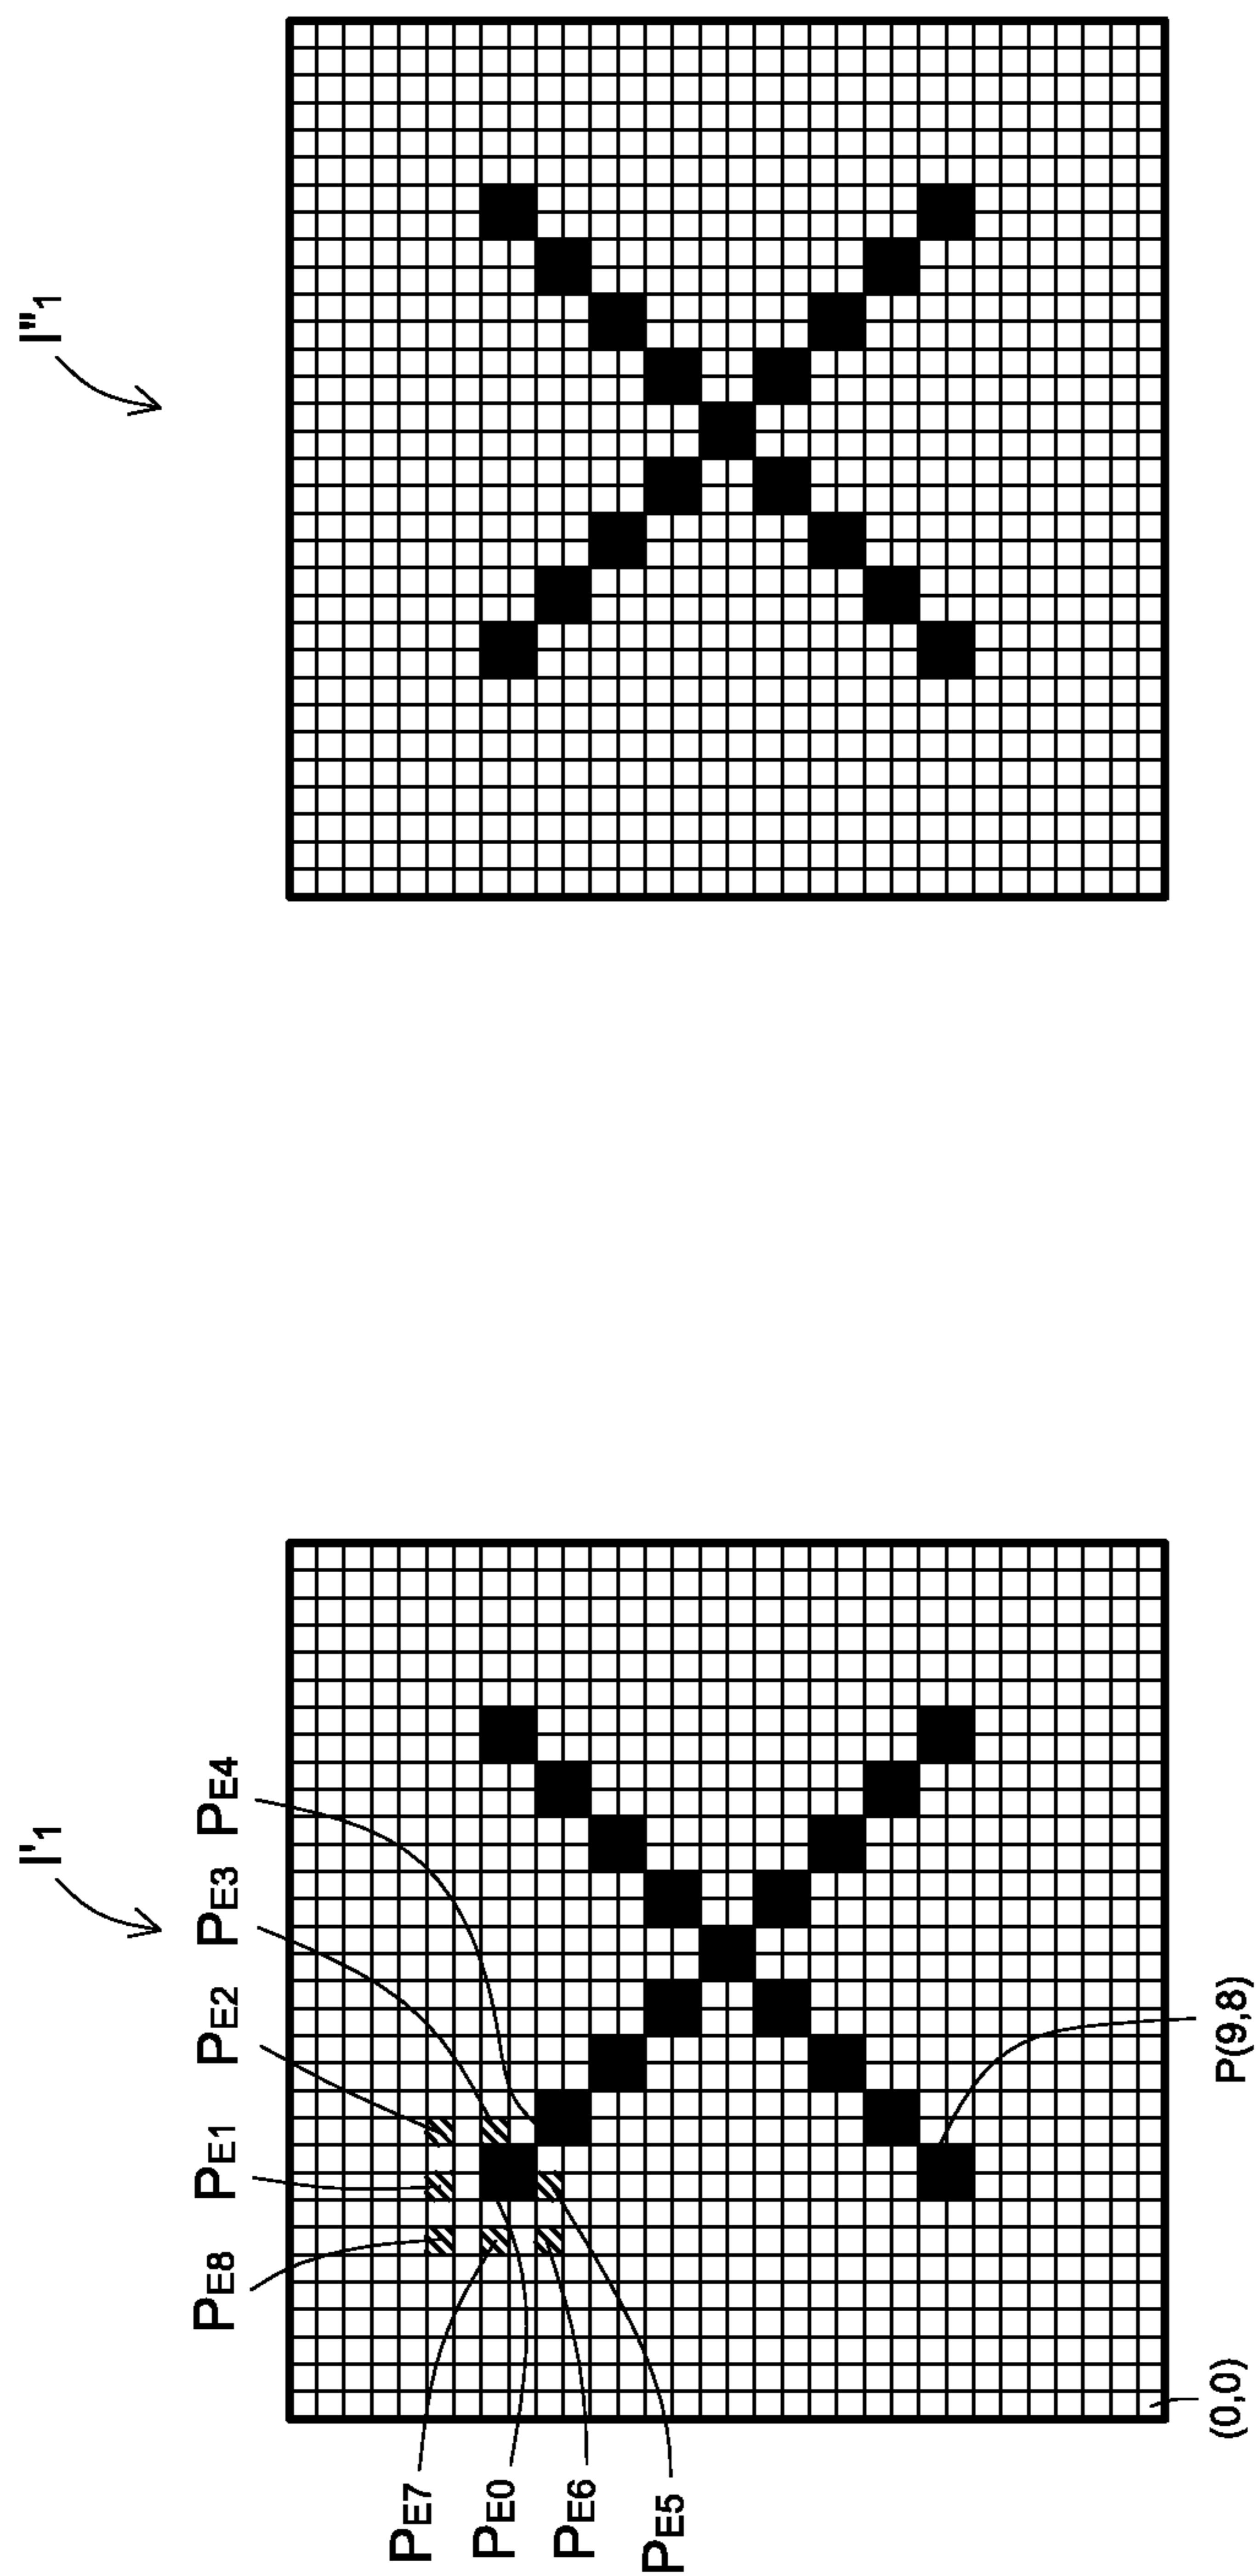 I'1
I"1
PE8 PE1 PE2 PE3 PE4
PE7
PE0
PE6
PE5
(0,0)
P(9,8)